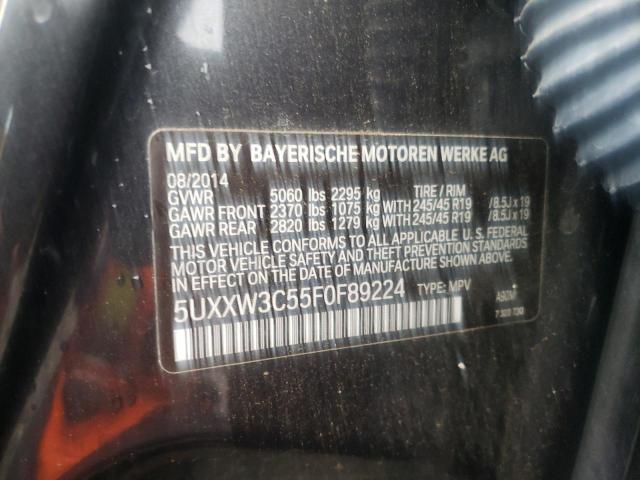 MFD BY BAYERISCHE MOTOREN WERKE AG
08/2014
GVWR 5060 lbs 2295 kg TIRE / RIM
GAWR FRONT 2370 lbs 1075 kg WITH 245/45 R19 /8.5J x 19
GAWR REAR 2820 lbs 1279 kg WITH 245/45 R19 /8.5J x 19
THIS VEHICLE CONFORMS TO ALL APPLICABLE U.S. FEDERAL
MOTOR VEHICLE SAFETY AND THEFT PREVENTION STANDARDS
IN EFFECT ON THE DATE OF MANUFACTURE SHOWN ABOVE.
5UXXW3C55F0F89224 TYPE: MPV